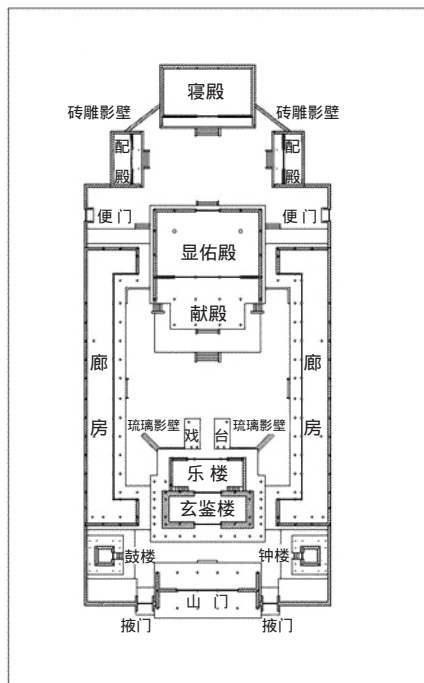 寝殿
砖雕影壁 砖雕影壁
配殿 配殿
便门 便门
显佑殿
献殿
廊房 廊房
琉璃影壁 琉璃影壁
戏台
乐楼
玄鉴楼
鼓楼 钟楼
山门
掖门 掖门